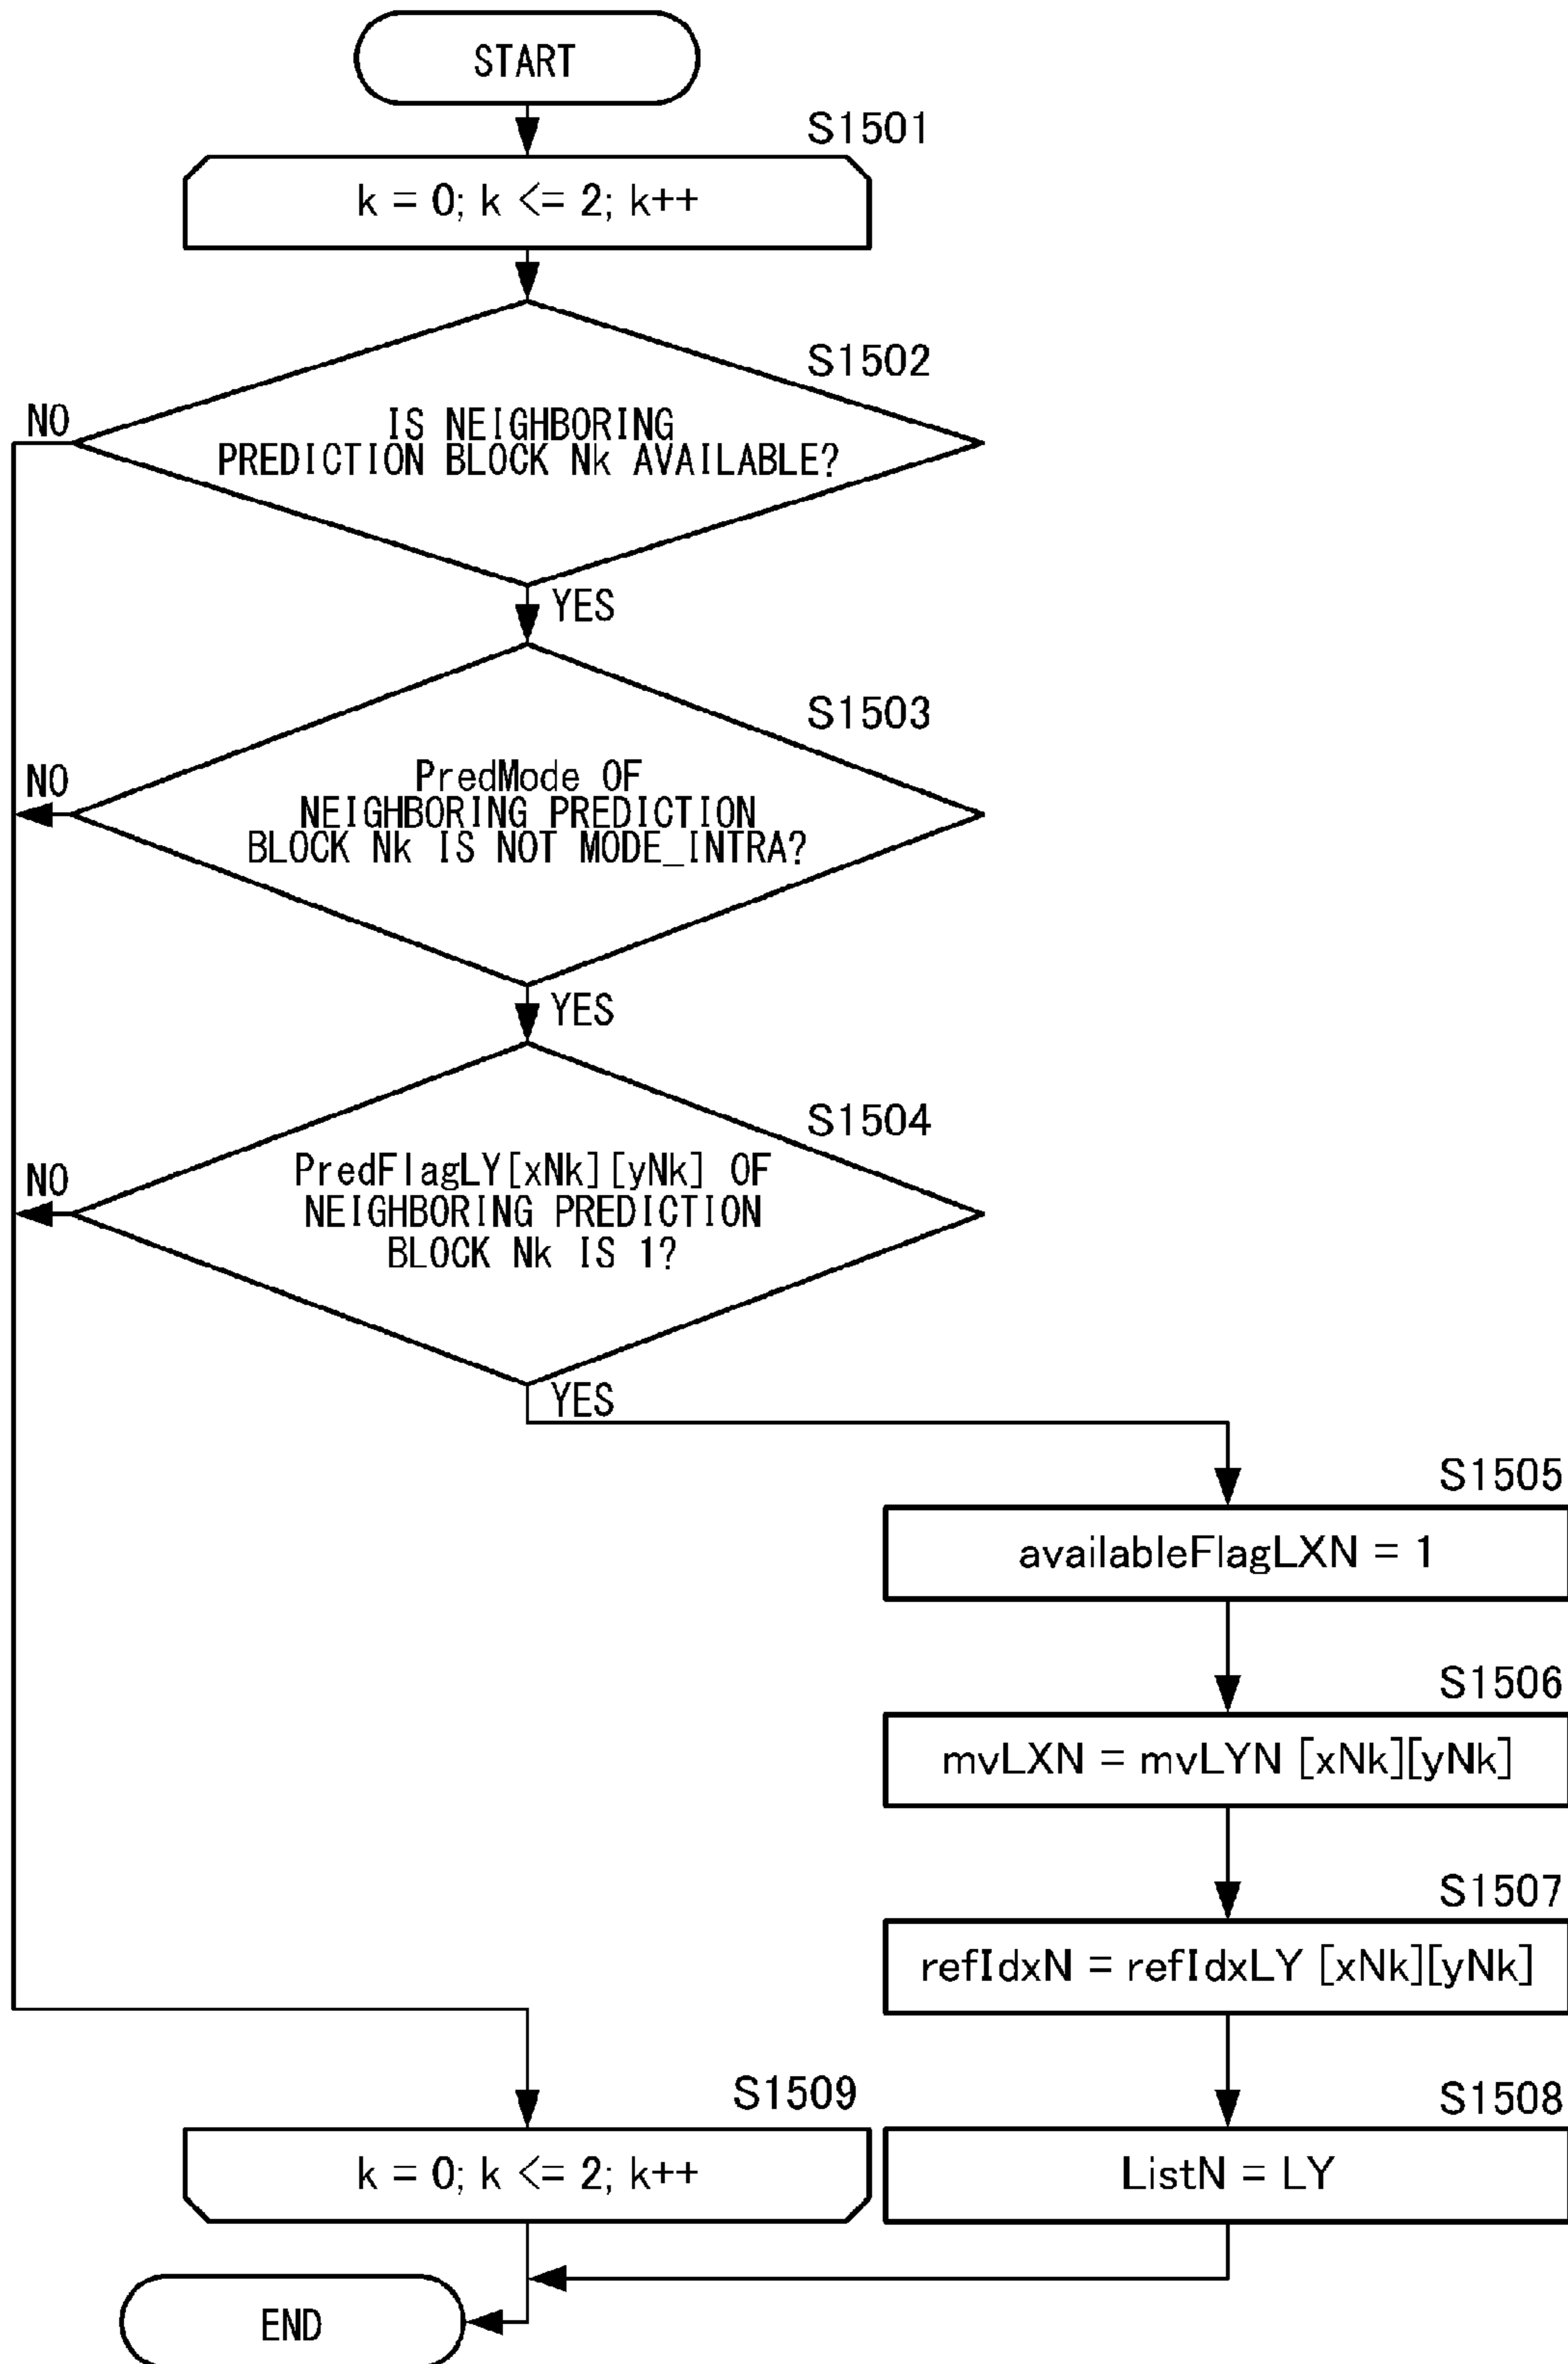 START
S1501
k = 0; k <= 2; k++
S1502
NO
IS NEIGHBORING
PREDICTION BLOCK Nk AVAILABLE?
YES
S1503
NO
PredMode OF
NEIGHBORING PREDICTION
BLOCK Nk IS NOT MODE_INTRA?
YES
S1504
NO
PredFlagLY[xNk][yNk] OF
NEIGHBORING PREDICTION
BLOCK Nk IS 1?
YES
S1505
availableFlagLXN = 1
S1506
mvLXN = mvLYN [xNk][yNk]
S1507
refIdxN = refIdxLY [xNk][yNk]
S1509
k = 0; k <= 2; k++
S1508
ListN = LY
END